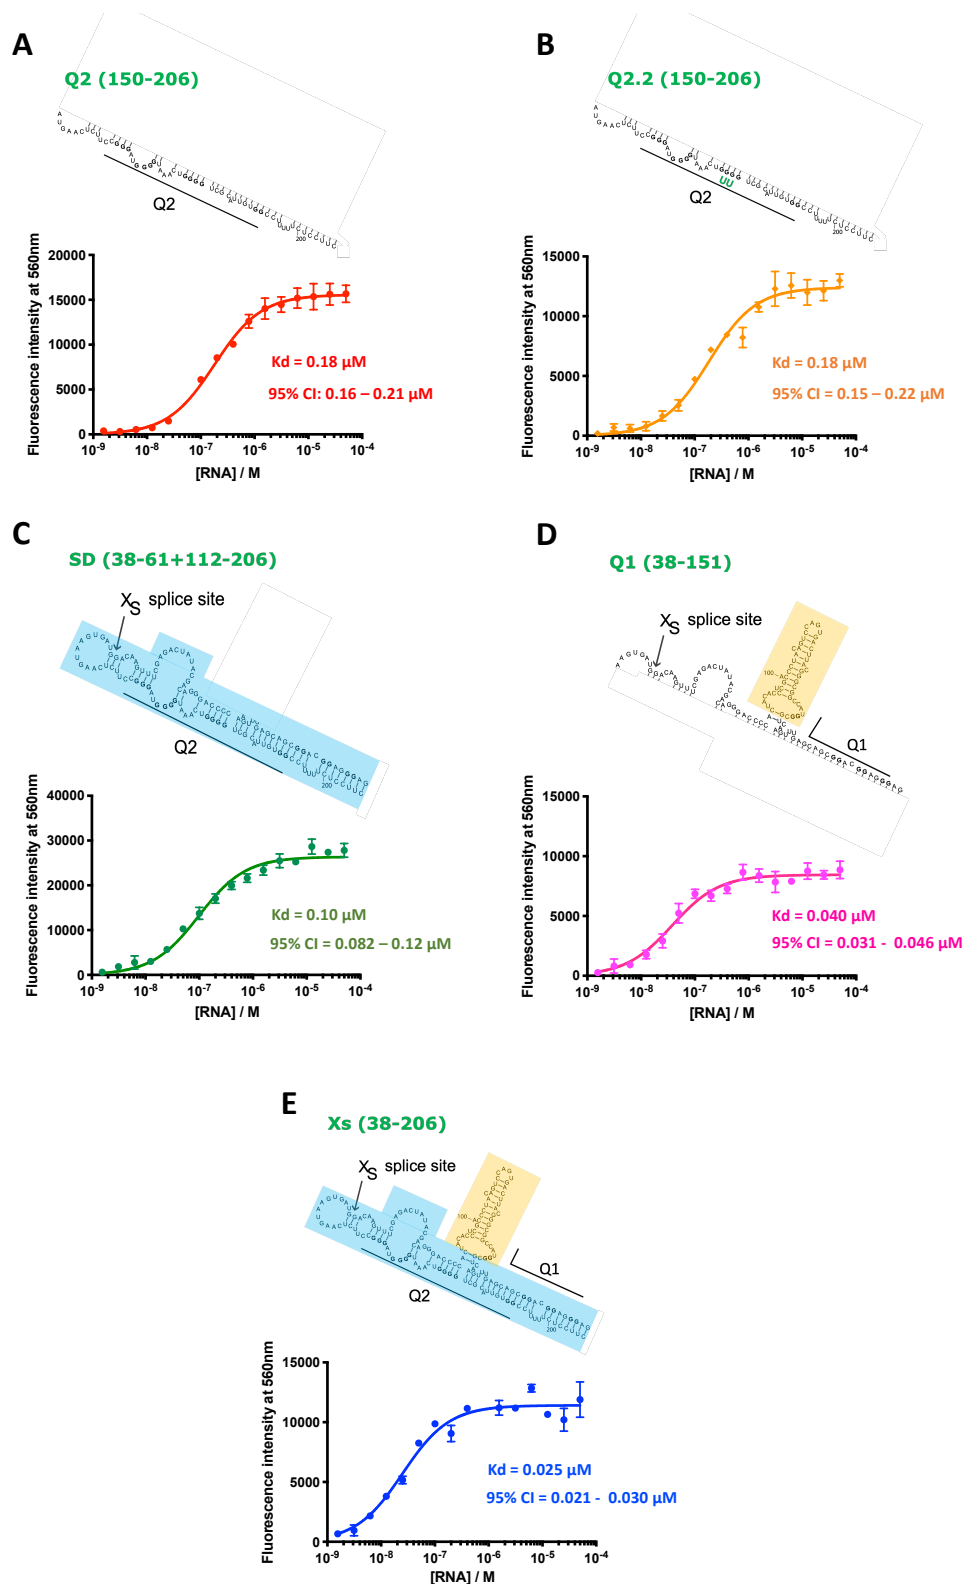 A
Q2 (150-206)
Q2
200
Fluorescence intensity at 560nm
20000
15000
10000
5000
0
10⁻⁹
10⁻⁸
10⁻⁷
10⁻⁶
10⁻⁵
10⁻⁴
[RNA] / M
Kd = 0.18 µM
95% CI: 0.16 – 0.21 µM
B
Q2.2 (150-206)
UU
Q2
200
Fluorescence intensity at 560nm
15000
10000
5000
0
10⁻⁹
10⁻⁸
10⁻⁷
10⁻⁶
10⁻⁵
10⁻⁴
[RNA] / M
Kd = 0.18 µM
95% CI = 0.15 – 0.22 µM
C
SD (38-61+112-206)
XS splice site
Q2
200
Fluorescence intensity at 560nm
40000
30000
20000
10000
0
10⁻⁹
10⁻⁸
10⁻⁷
10⁻⁶
10⁻⁵
10⁻⁴
[RNA] / M
Kd = 0.10 µM
95% CI = 0.082 – 0.12 µM
D
Q1 (38-151)
XS splice site
100
Q1
Fluorescence intensity at 560nm
15000
10000
5000
0
10⁻⁹
10⁻⁸
10⁻⁷
10⁻⁶
10⁻⁵
10⁻⁴
[RNA] / M
Kd = 0.040 µM
95% CI = 0.031 - 0.046 µM
E
Xs (38-206)
XS splice site
100
Q1
Q2
200
Fluorescence intensity at 560nm
15000
10000
5000
0
10⁻⁹
10⁻⁸
10⁻⁷
10⁻⁶
10⁻⁵
10⁻⁴
[RNA] / M
Kd = 0.025 µM
95% CI = 0.021 - 0.030 µM